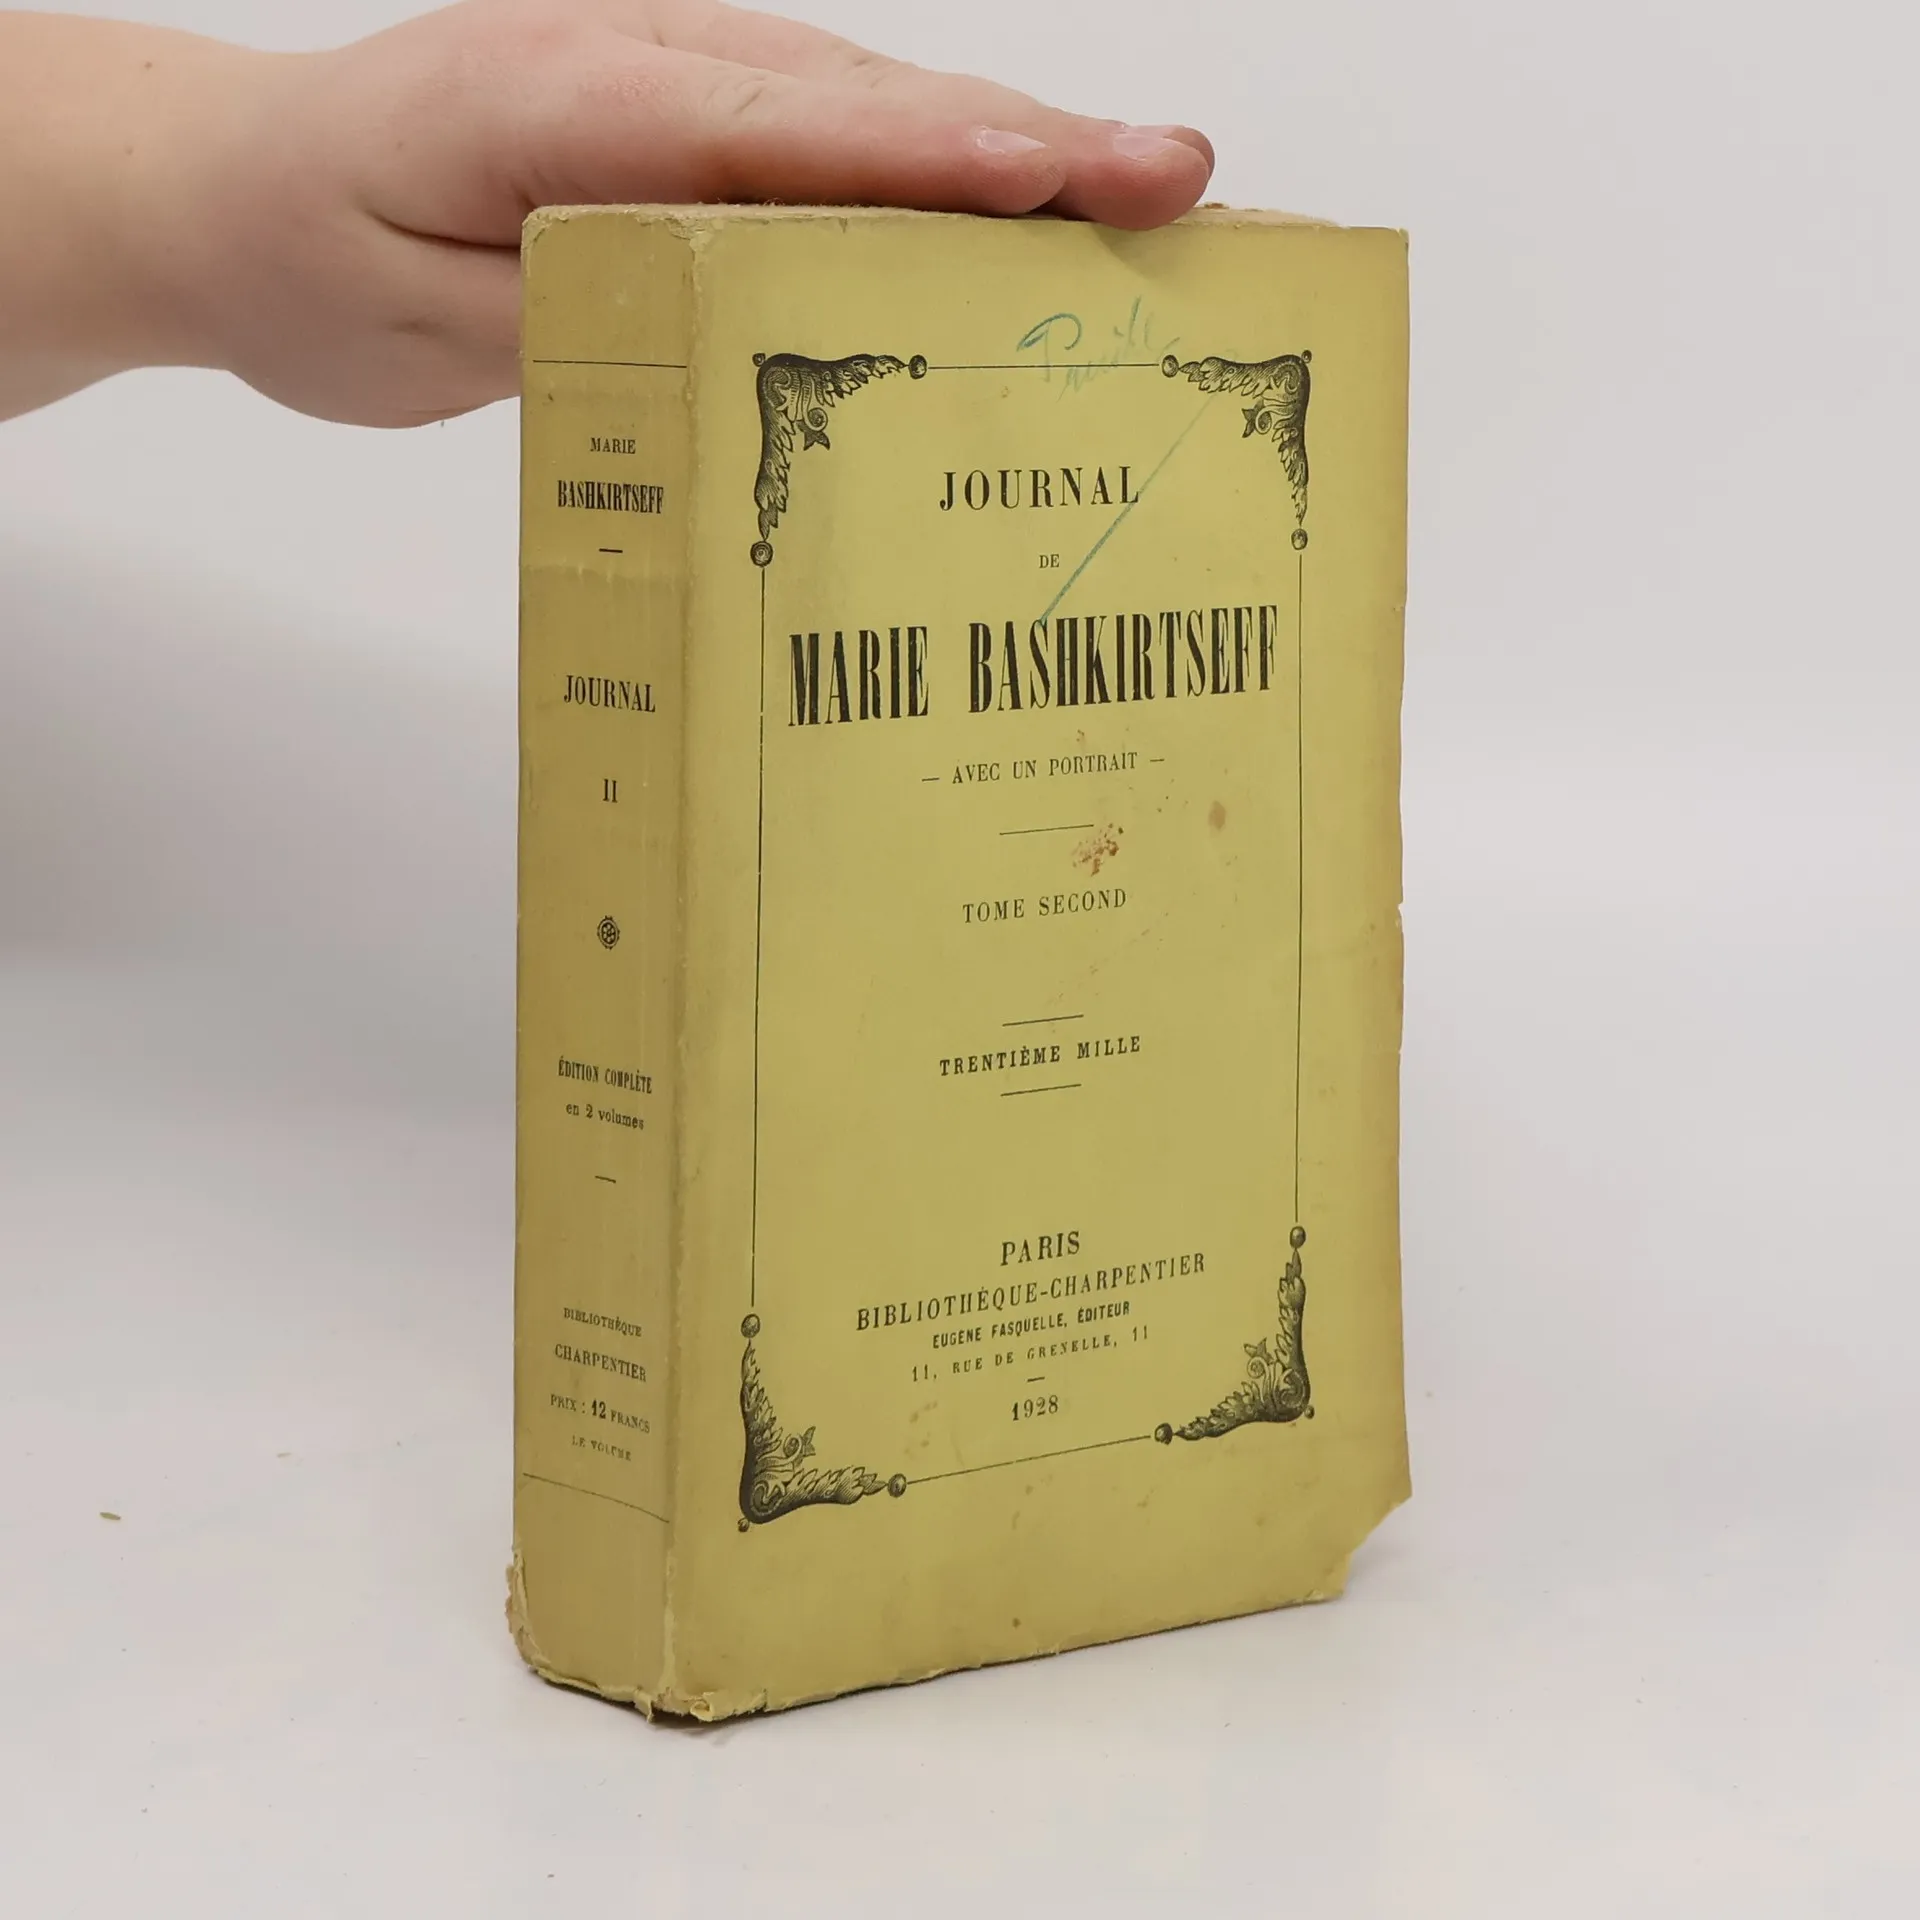 MARIE
BASHKIRTSEFF
JOURNAL
II
ÉDITION COMPLÈTE
en 2 volumes
BIBLIOTHÈQUE
CHARPENTIER
PRIX : 12 FRANCS
LE VOLUME
JOURNAL
DE
MARIE BASHKIRTSEFF
— AVEC UN PORTRAIT —
TOME SECOND
TRENTIÈME MILLE
PARIS
BIBLIOTHÈQUE-CHARPENTIER
EUGÈNE FASQUELLE, ÉDITEUR
11, RUE DE GRENELLE, 11
1928